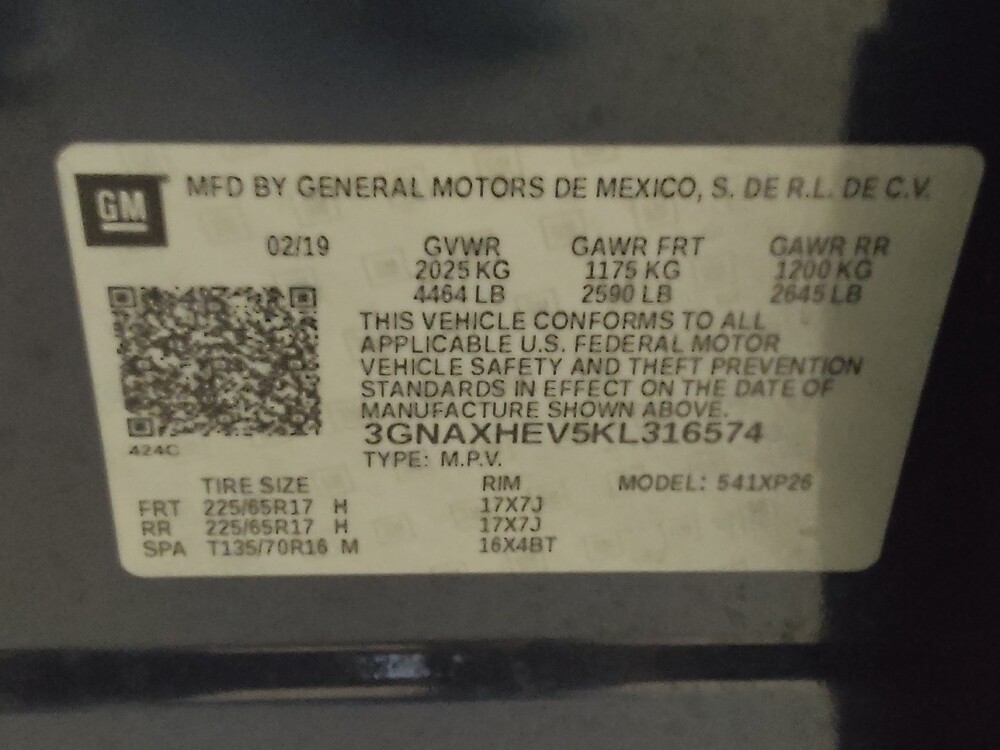 GM MFD BY GENERAL MOTORS DE MEXICO, S. DE R.L. DE C.V.
02/19 GVWR GAWR FRT GAWR RR
2025 KG 1175 KG 1200 KG
4464 LB 2590 LB 2645 LB
THIS VEHICLE CONFORMS TO ALL
APPLICABLE U.S. FEDERAL MOTOR
VEHICLE SAFETY AND THEFT PREVENTION
STANDARDS IN EFFECT ON THE DATE OF
MANUFACTURE SHOWN ABOVE.
3GNAXHEV5KL316574
424C
TYPE: M.P.V.
TIRE SIZE RIM MODEL: 541XP26
FRT 225/65R17 H 17X7J
RR 225/65R17 H 17X7J
SPA T135/70R16 M 16X4BT